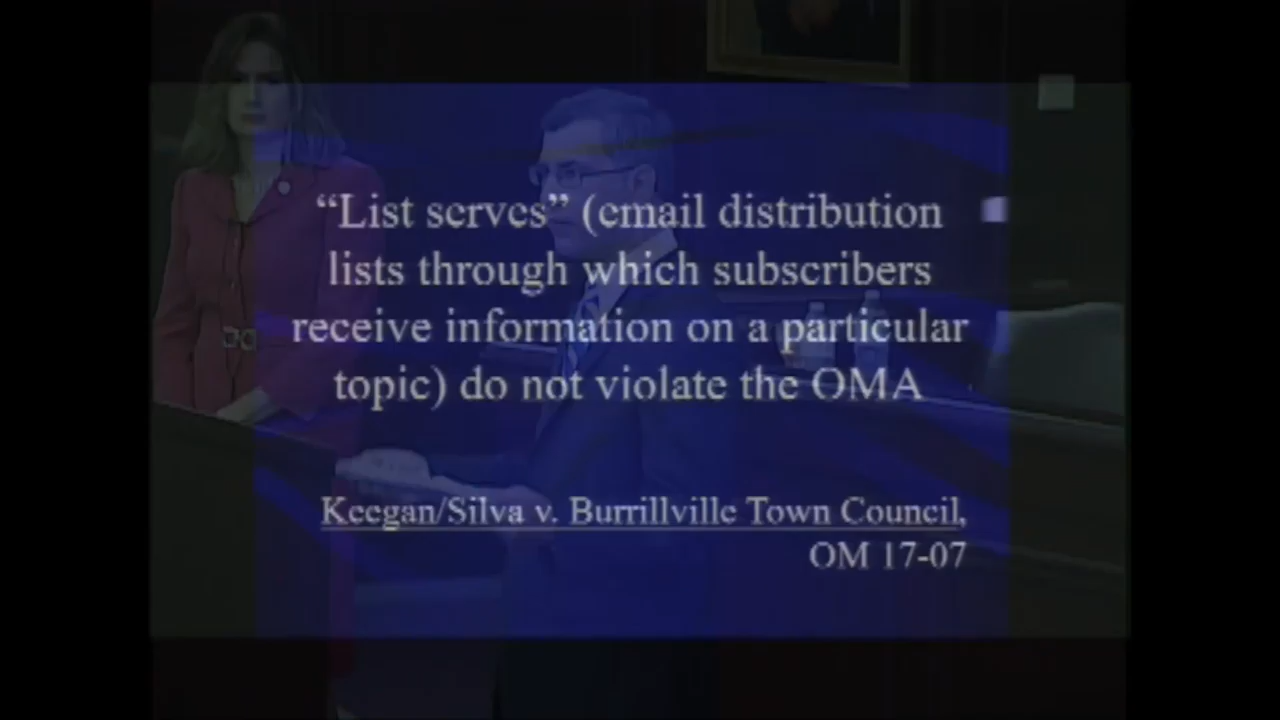 “List serves” (email distribution
lists through which subscribers
receive information on a particular
topic) do not violate the OMA
Keegan/Silva v. Burrillville Town Council,
OM 17-07